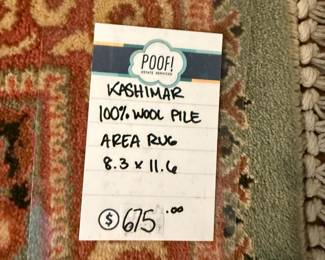 POOF!
ESTATE SERVICES
KASHIMAR
100% WOOL PILE
AREA RUG
8.3 x 11.6
$ 675.00